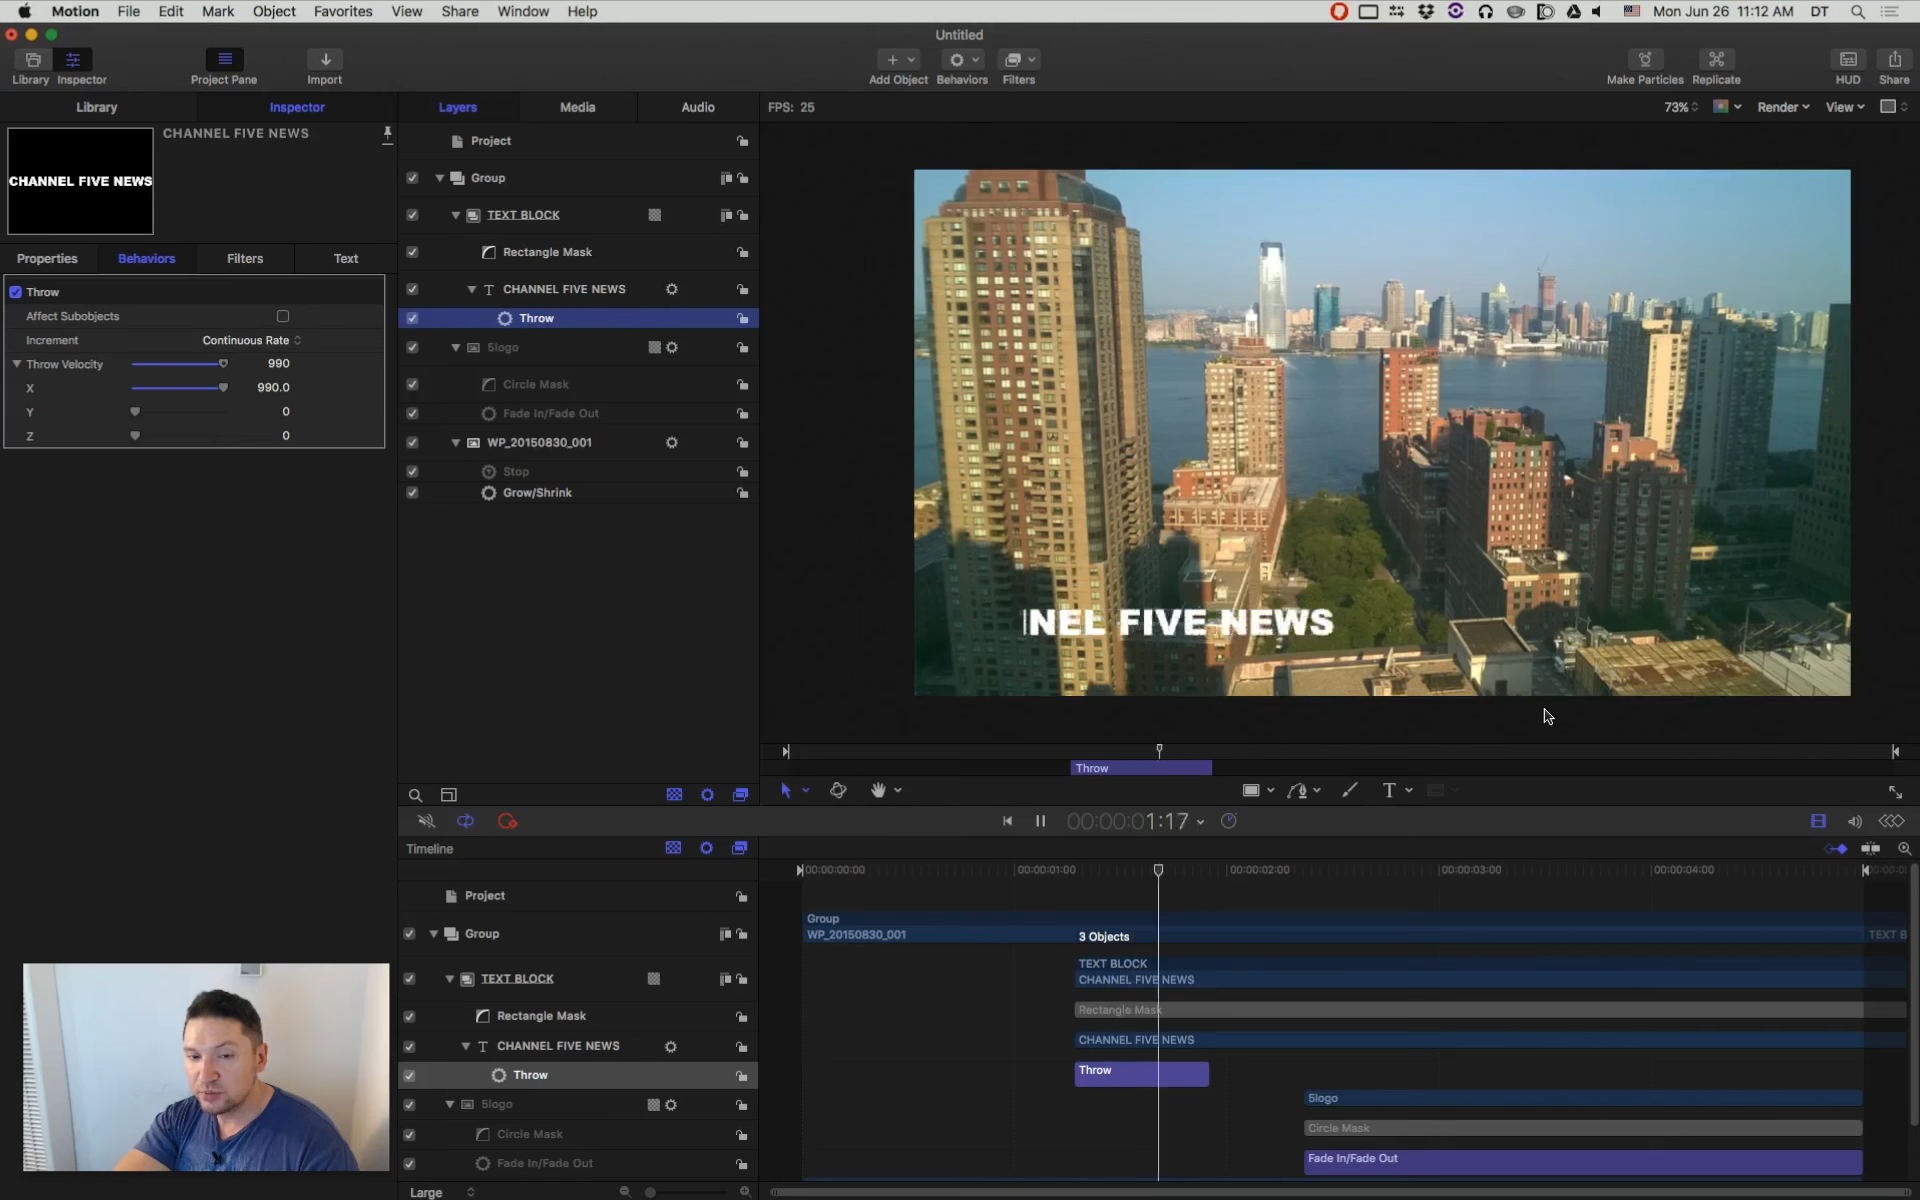 Motion File Edit Mark Object Favorites View Share Window Help
Mon Jun 26 11:12 AM DT
Untitled
Library Inspector Project Pane Import Add Object Behaviors Filters Make Particles Replicate HUD Share
Library Inspector Layers Media Audio FPS: 25 73% Render View
CHANNEL FIVE NEWS
CHANNEL FIVE NEWS
Properties Behaviors Filters Text
Throw
Affect Subobjects
Increment Continuous Rate
Throw Velocity 990
X 990.0
Y 0
Z 0
Project
Group
TEXT BLOCK
Rectangle Mask
T CHANNEL FIVE NEWS
Throw
5logo
Circle Mask
Fade In/Fade Out
WP_20150830_001
Stop
Grow/Shrink
NEL FIVE NEWS
Throw
T
00:00:01:17
Timeline
Project
Group
TEXT BLOCK
Rectangle Mask
T CHANNEL FIVE NEWS
Throw
5logo
Circle Mask
Fade In/Fade Out
Large
00:00:00:00 00:00:01:00 00:00:02:00 00:00:03:00 00:00:04:00
Group
WP_20150830_001
3 Objects
TEXT B
TEXT BLOCK
CHANNEL FIVE NEWS
Rectangle Mask
CHANNEL FIVE NEWS
Throw
5logo
Circle Mask
Fade In/Fade Out